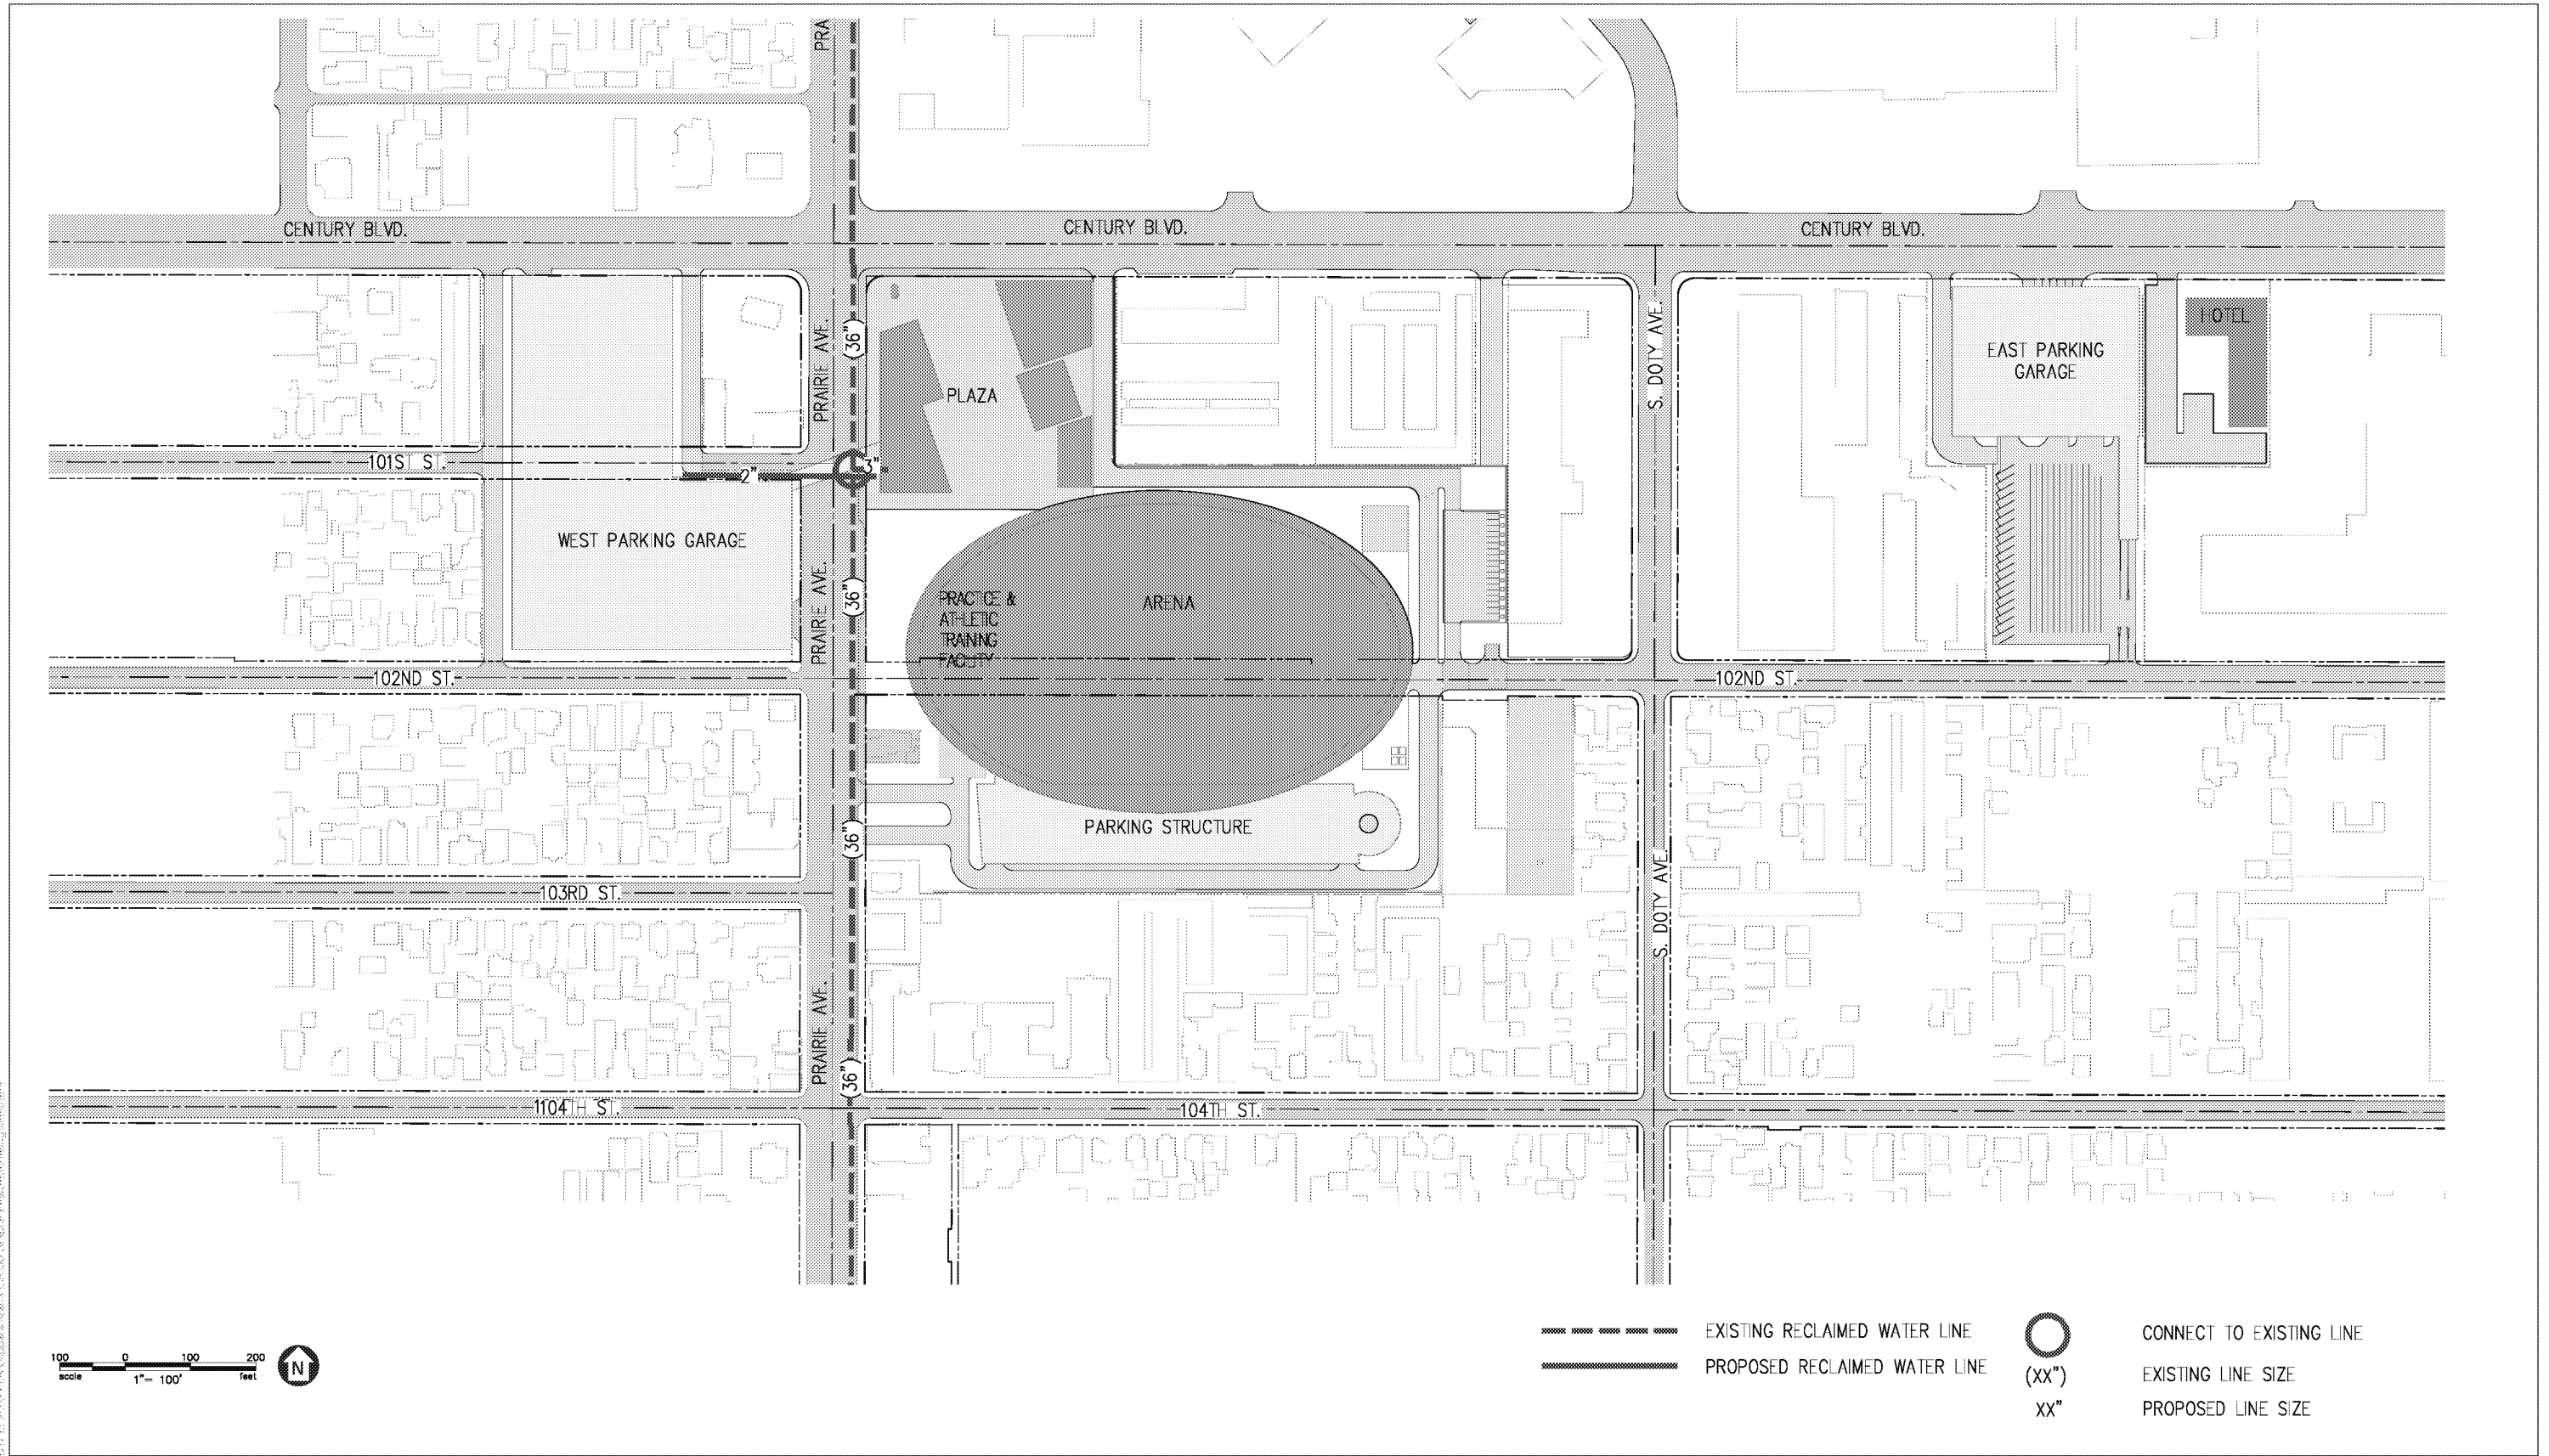 PRA
CENTURY BLVD.
CENTURY BLVD.
CENTURY BLVD.
PRAIRIE AVE.
(36")
PLAZA
S. DOTY AVE.
EAST PARKING
GARAGE
HOTEL
101ST ST.
2"
3"
WEST PARKING GARAGE
PRAIRIE AVE.
(36")
PRACTICE &
ATHLETIC
TRAINING
FACILITY
ARENA
102ND ST.
102ND ST.
(36")
PARKING STRUCTURE
S. DOTY AVE.
103RD ST.
PRAIRIE AVE.
(36")
1104TH ST.
104TH ST.
100 0 100 200
scale 1"= 100' feet
N
EXISTING RECLAIMED WATER LINE
PROPOSED RECLAIMED WATER LINE
CONNECT TO EXISTING LINE
(XX") EXISTING LINE SIZE
XX" PROPOSED LINE SIZE